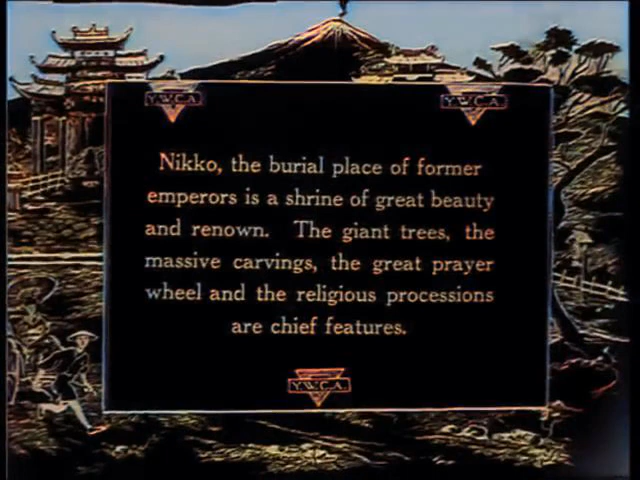 Y.W.C.A. Y.W.C.A.
Nikko, the burial place of former
emperors is a shrine of great beauty
and renown. The giant trees, the
massive carvings, the great prayer
wheel and the religious processions
are chief features.
Y.W.C.A.